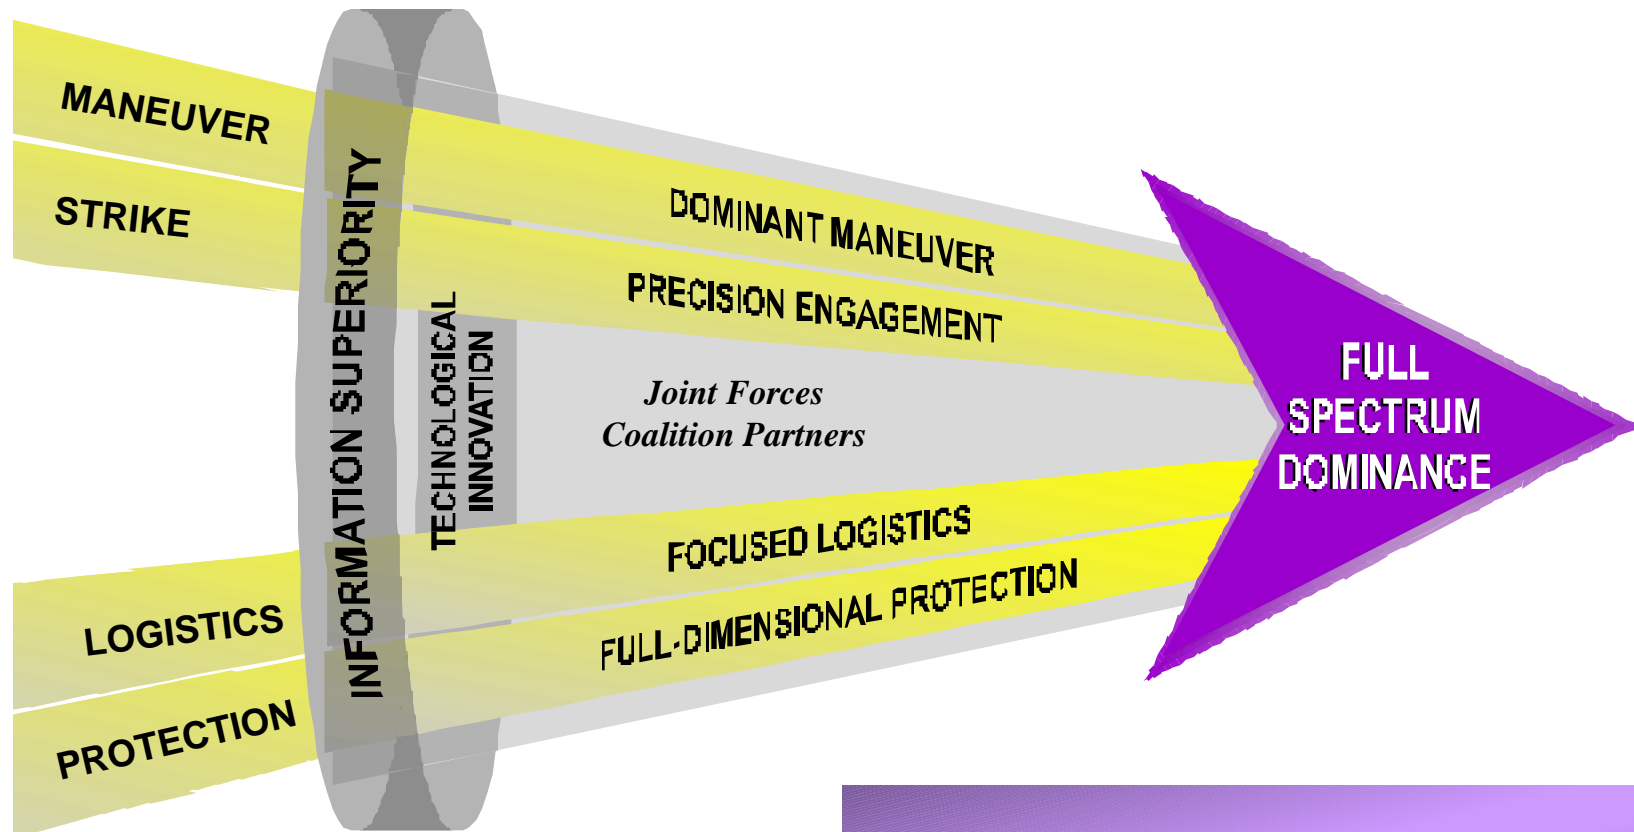 MANEUVER
STRIKE
LOGISTICS
PROTECTION
INFORMATION SUPERIORITY
TECHNOLOGICAL
INNOVATION
DOMINANT MANEUVER
PRECISION ENGAGEMENT
Joint Forces
Coalition Partners
FOCUSED LOGISTICS
FULL-DIMENSIONAL PROTECTION
FULL
SPECTRUM
DOMINANCE